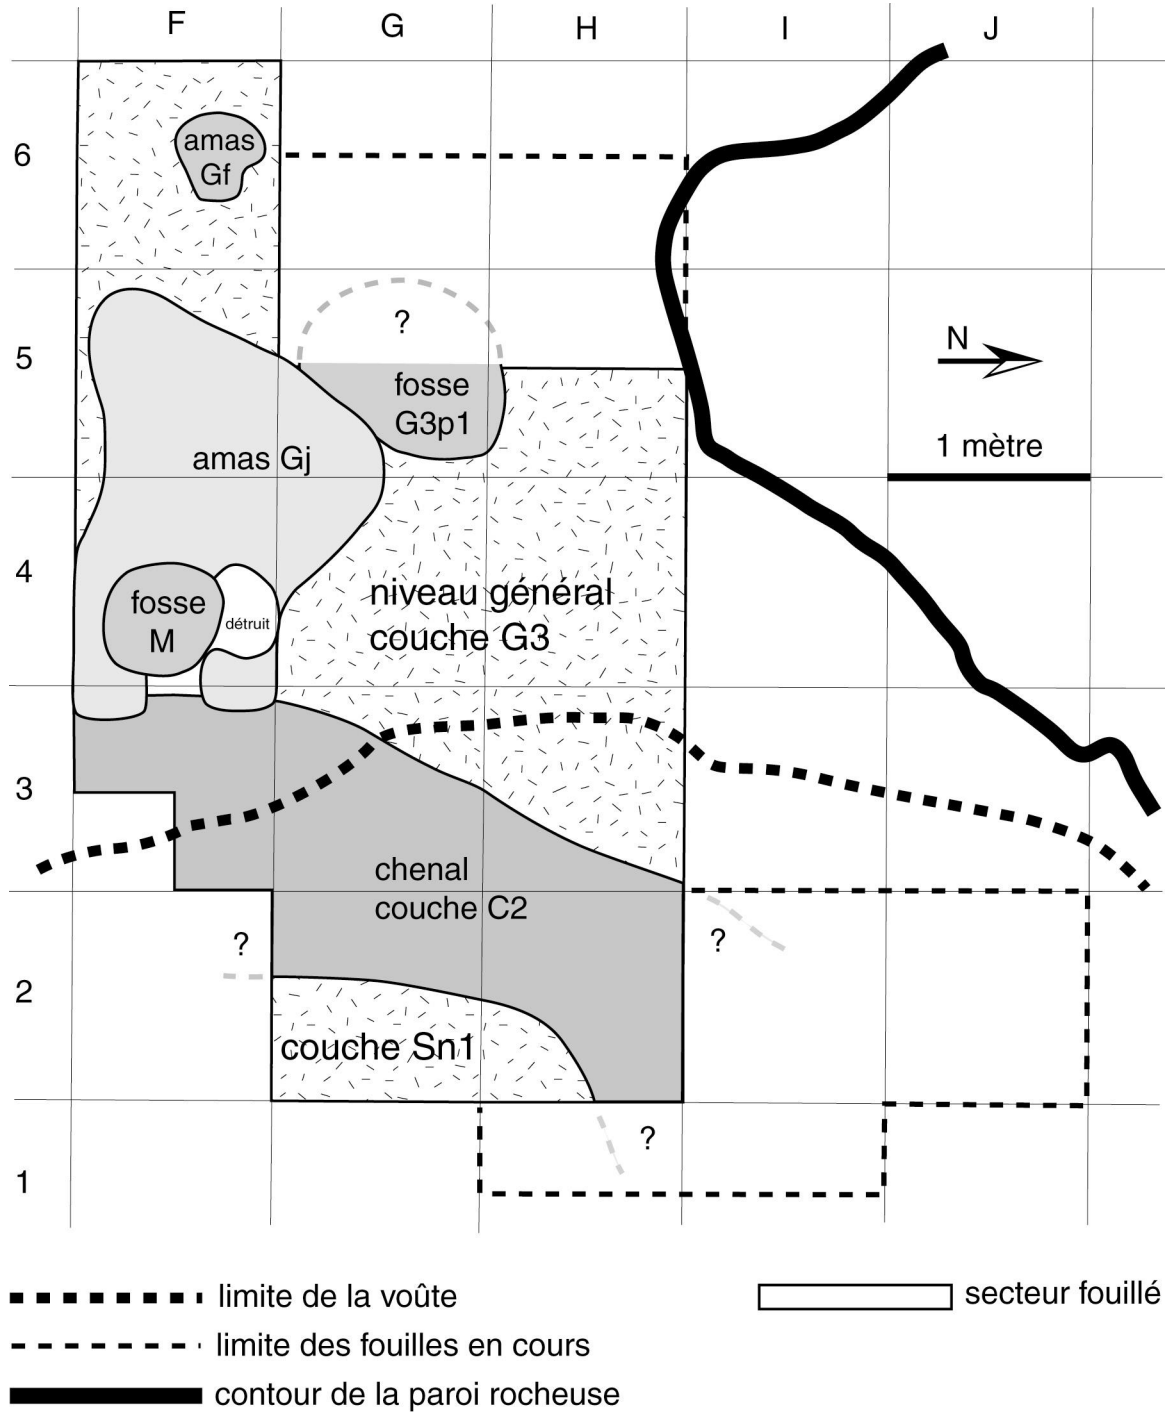 F G H I J
6
amas
Gf
?
N
5
fosse
G3p1
1 mètre
amas Gj
4
fosse
M
détruit
niveau général
couche G3
3
chenal
couche C2
?
?
2
couche Sn1
?
1
limite de la voûte
secteur fouillé
limite des fouilles en cours
contour de la paroi rocheuse